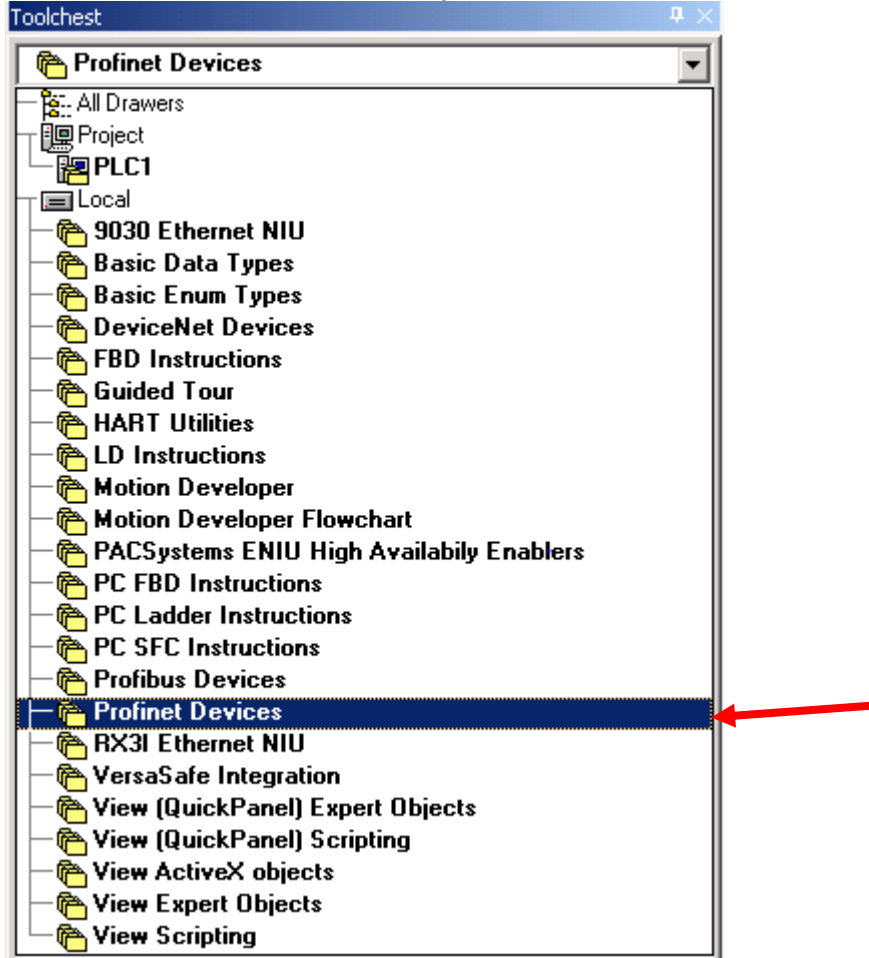 Toolchest
Profinet Devices
All Drawers
Project
PLC1
Local
9030 Ethernet NIU
Basic Data Types
Basic Enum Types
DeviceNet Devices
FBD Instructions
Guided Tour
HART Utilities
LD Instructions
Motion Developer
Motion Developer Flowchart
PACSystems ENIU High Availabily Enablers
PC FBD Instructions
PC Ladder Instructions
PC SFC Instructions
Profibus Devices
Profinet Devices
RX3I Ethernet NIU
VersaSafe Integration
View (QuickPanel) Expert Objects
View (QuickPanel) Scripting
View ActiveX objects
View Expert Objects
View Scripting